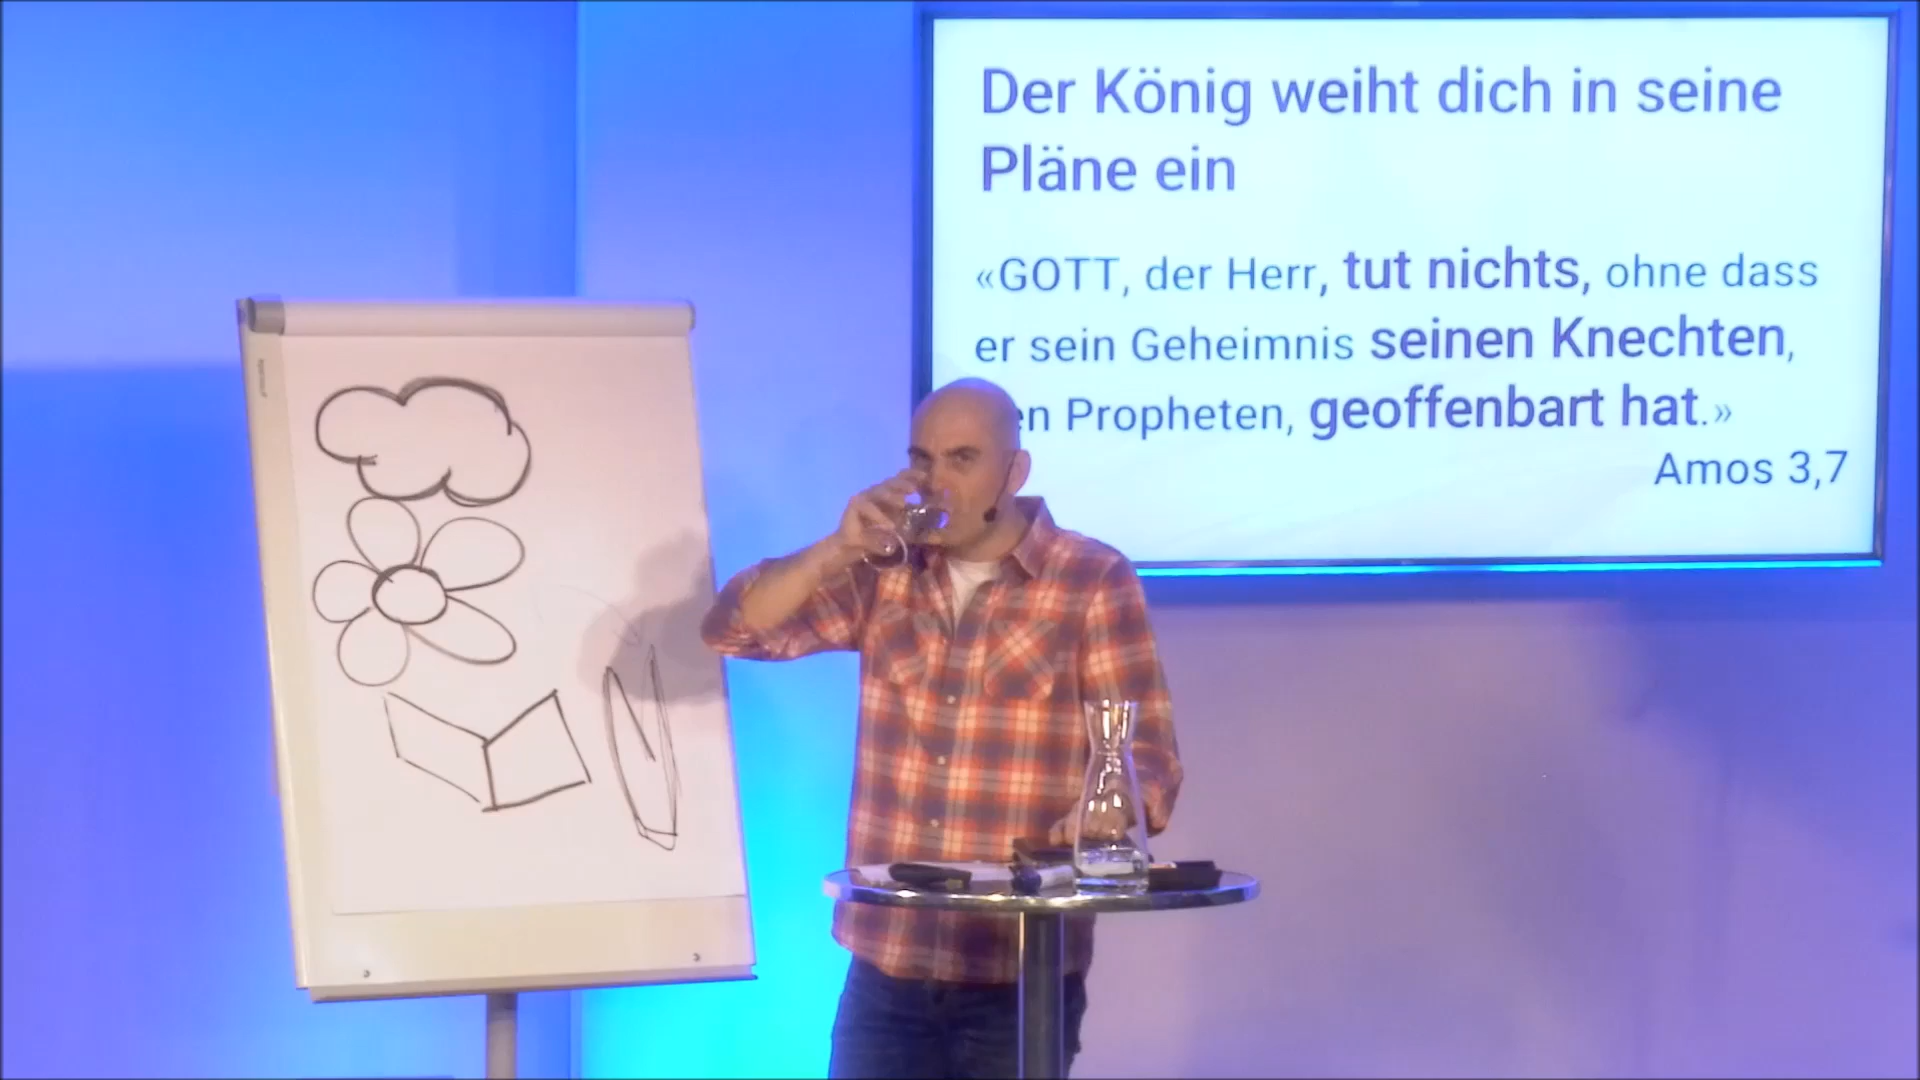 Der König weiht dich in seine
Pläne ein
«GOTT, der Herr, tut nichts, ohne dass
er sein Geheimnis seinen Knechten,
en Propheten, geoffenbart hat.»
Amos 3,7